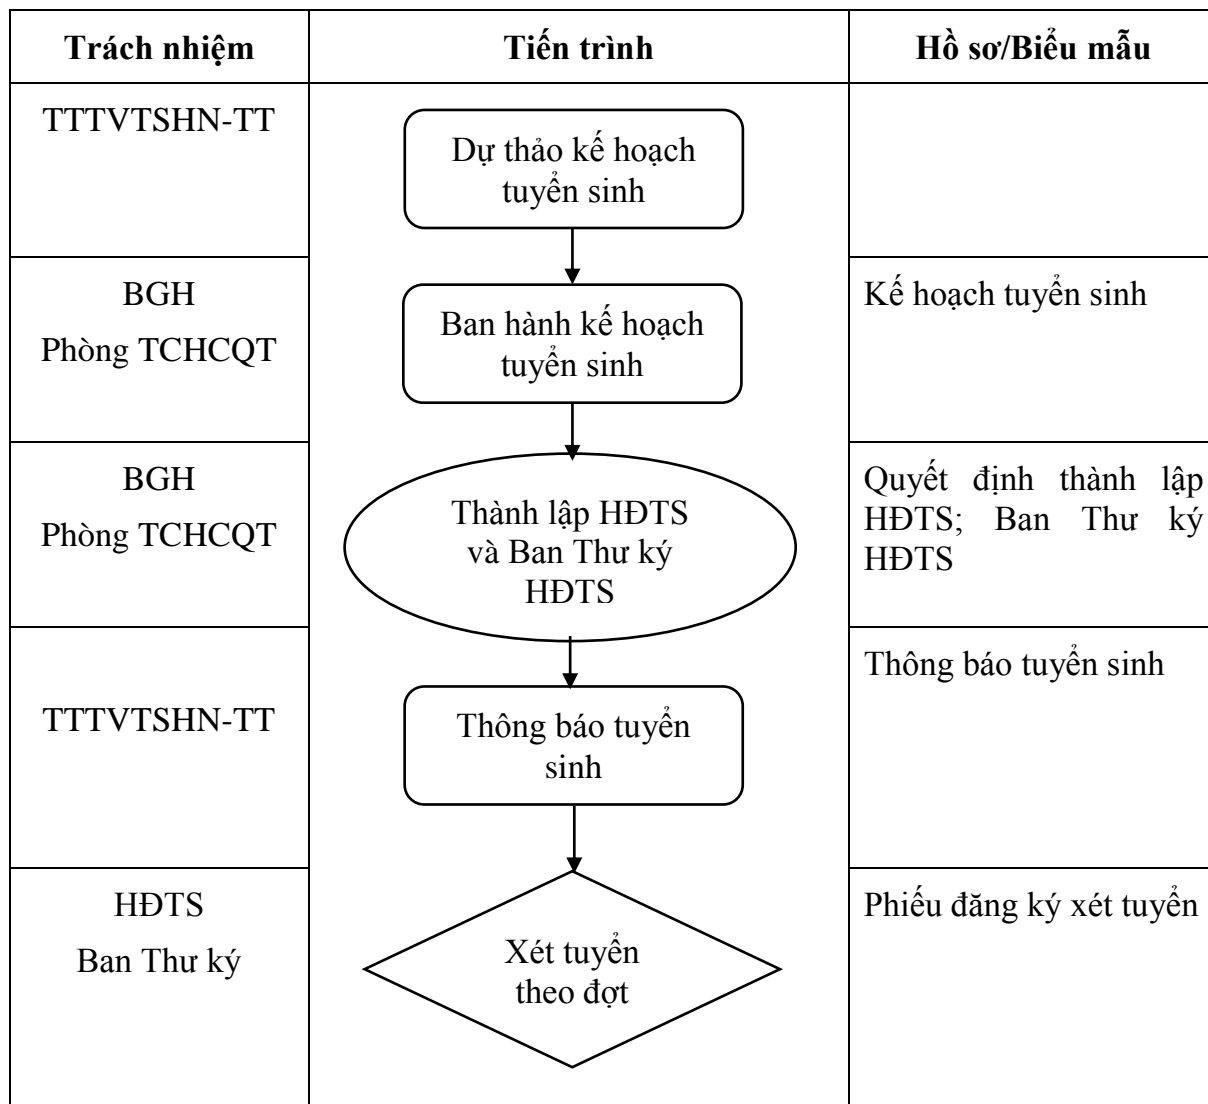 Trách nhiệm
Tiến trình
Hồ sơ/Biểu mẫu
TTTVTSHN-TT
Dự thảo kế hoạch
tuyển sinh
BGH
Phòng TCHCQT
Ban hành kế hoạch
tuyển sinh
Kế hoạch tuyển sinh
BGH
Phòng TCHCQT
Thành lập HĐTS
và Ban Thư ký
HĐTS
Quyết định thành lập
HĐTS; Ban Thư ký
HĐTS
TTTVTSHN-TT
Thông báo tuyển
sinh
Thông báo tuyển sinh
HĐTS
Ban Thư ký
Xét tuyển
theo đợt
Phiếu đăng ký xét tuyển